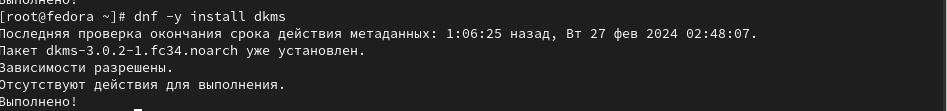 Выполнено!
[root@fedora ~]# dnf -y install dkms
Последняя проверка окончания срока действия метаданных: 1:06:25 назад, Вт 27 фев 2024 02:48:07.
Пакет dkms-3.0.2-1.fc34.noarch уже установлен.
Зависимости разрешены.
Отсутствуют действия для выполнения.
Выполнено!